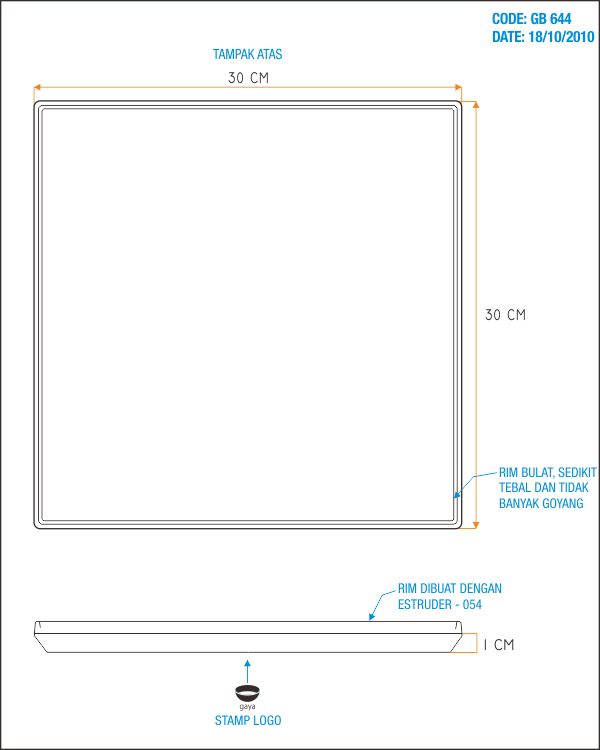 CODE: GB 644
DATE: 18/10/2010
TAMPAK ATAS
30 CM
30 CM
RIM BULAT, SEDIKIT
TEBAL DAN TIDAK
BANYAK GOYANG
RIM DIBUAT DENGAN
ESTRUDER - 054
1 CM
gaya
STAMP LOGO